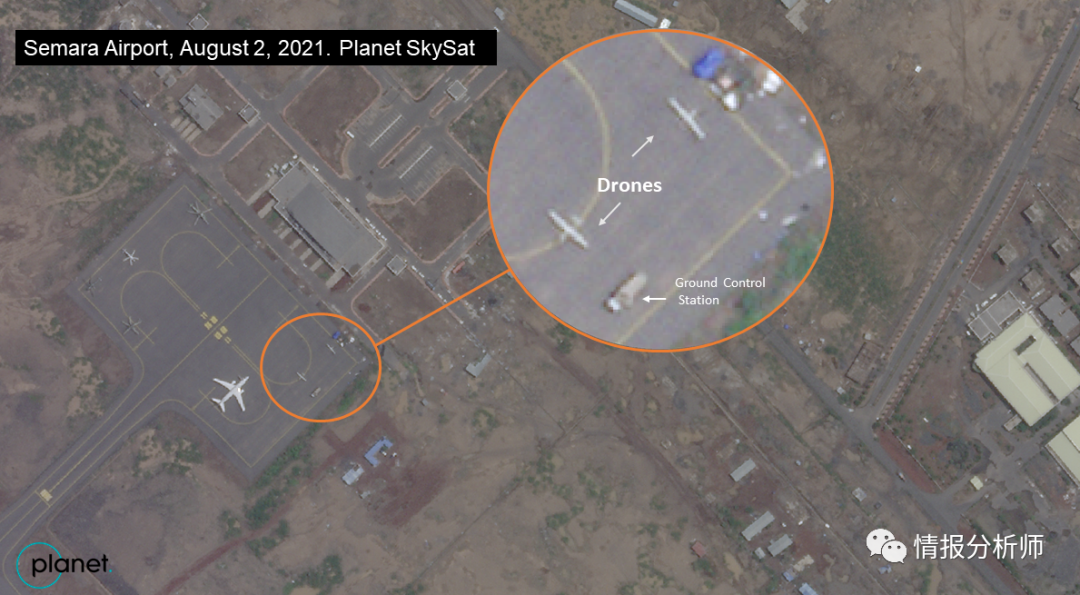 Semara Airport, August 2, 2021. Planet SkySat
Drones
Ground Control
Station
planet.
情报分析师